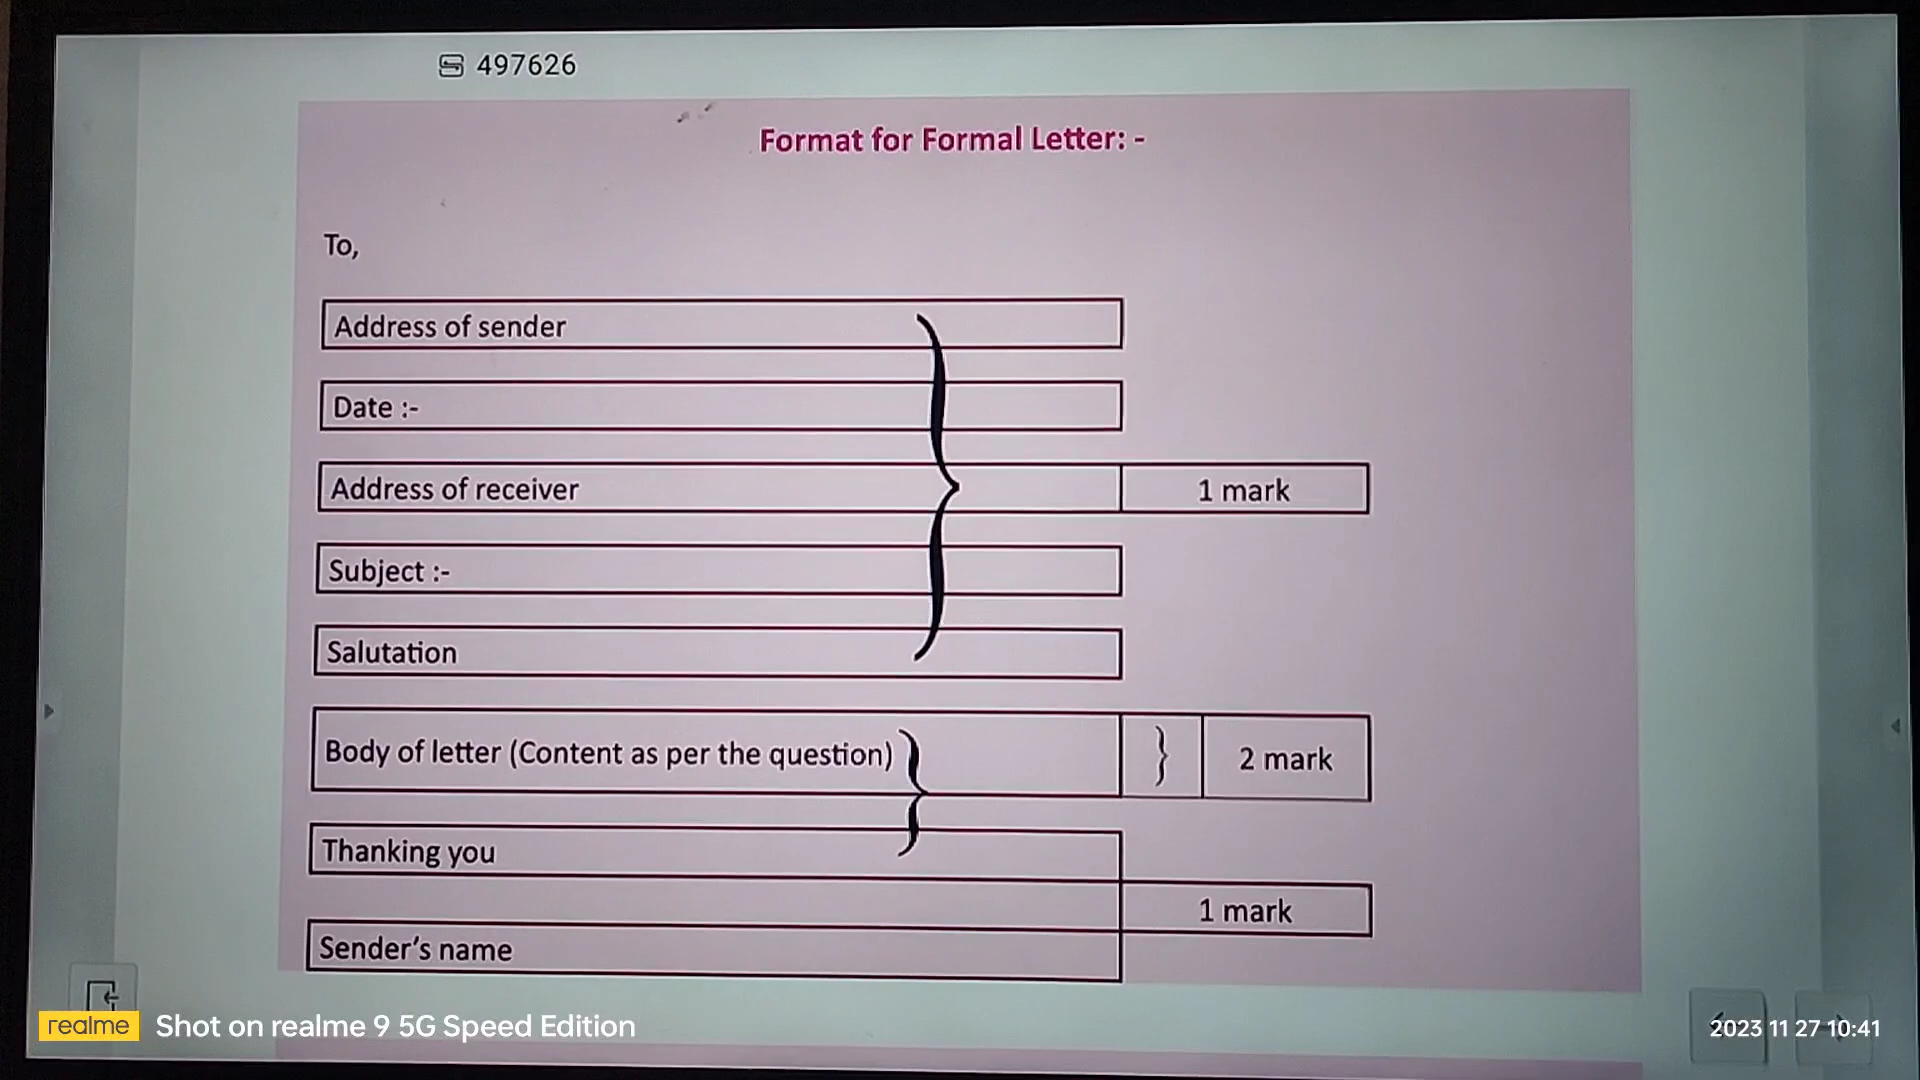 497626
Format for Formal Letter: -
To,
Address of sender
Date :-
Address of receiver
1 mark
Subject :-
Salutation
Body of letter (Content as per the question)
} 2 mark
Thanking you
1 mark
Sender's name
realme Shot on realme 9 5G Speed Edition
2023 11 27 10:41